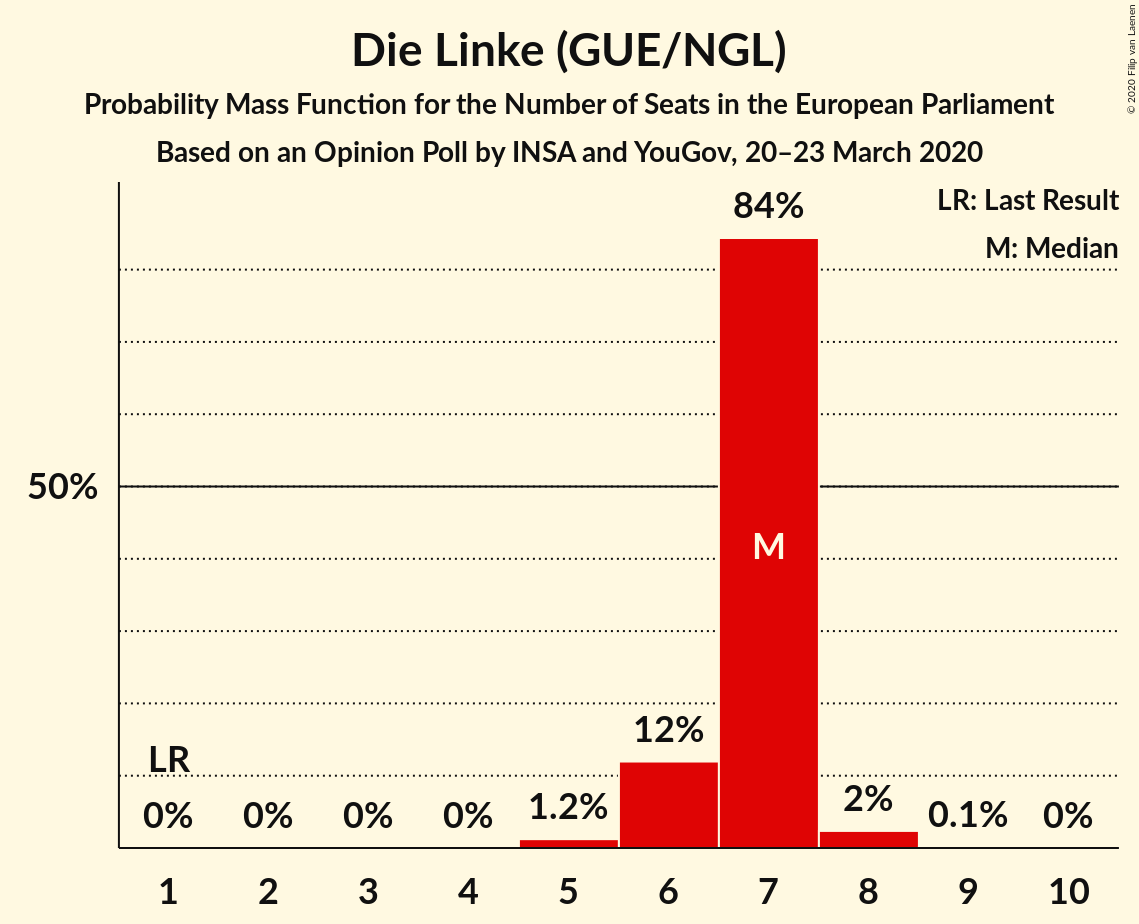 Die Linke (GUE/NGL)
Probability Mass Function for the Number of Seats in the European Parliament
Based on an Opinion Poll by INSA and YouGov, 20–23 March 2020
© 2020 Filip van Laenen
LR: Last Result
M: Median
84%
50%
M
12%
LR
0%
0%
0%
0%
1.2%
2%
0.1%
0%
1 2 3 4 5 6 7 8 9 10